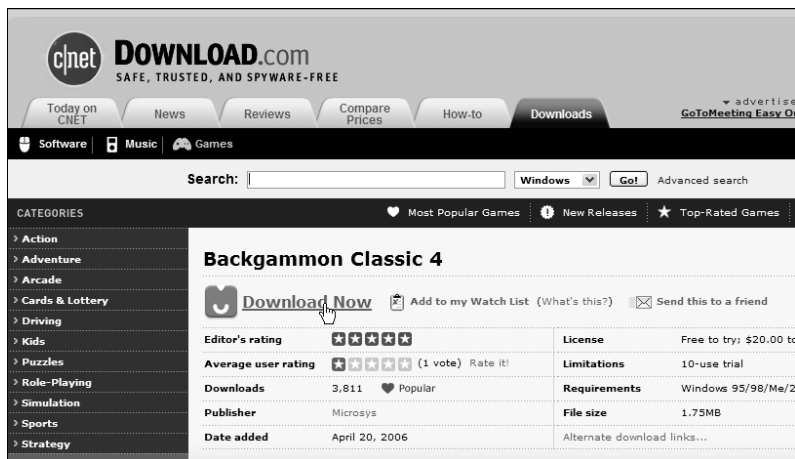 c|net DOWNLOAD.com
SAFE, TRUSTED, AND SPYWARE-FREE
Today on CNET News Reviews Compare Prices How-to Downloads
advertise
GoToMeeting Easy
Software Music Games
Search: Windows Go! Advanced search
CATEGORIES Most Popular Games New Releases Top-Rated Games
> Action
> Adventure
> Arcade
> Cards & Lottery
> Driving
> Kids
> Puzzles
> Role-Playing
> Simulation
> Sports
> Strategy
Backgammon Classic 4
Download Now Add to my Watch List (What's this?) Send this to a friend
Editor's rating License Free to try; $20.00 to
Average user rating (1 vote) Rate it! Limitations 10-use trial
Downloads 3,811 Popular Requirements Windows 95/98/Me/2
Publisher Microsys File size 1.75MB
Date added April 20, 2006 Alternate download links...